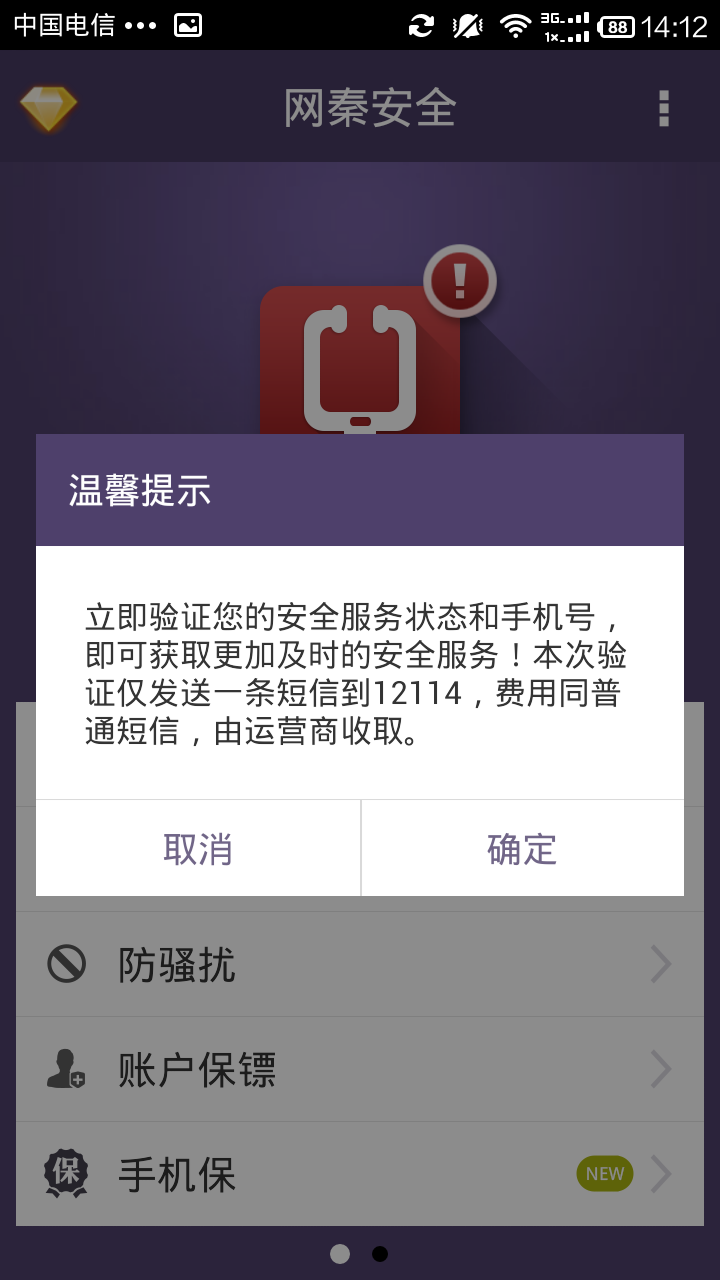 中国电信 ••• 3G 1× 88 14:12
网秦安全
!
温馨提示
立即验证您的安全服务状态和手机号，
即可获取更加及时的安全服务！本次验
证仅发送一条短信到12114，费用同普
通短信，由运营商收取。
取消 确定
防骚扰
账户保镖
保 手机保 NEW